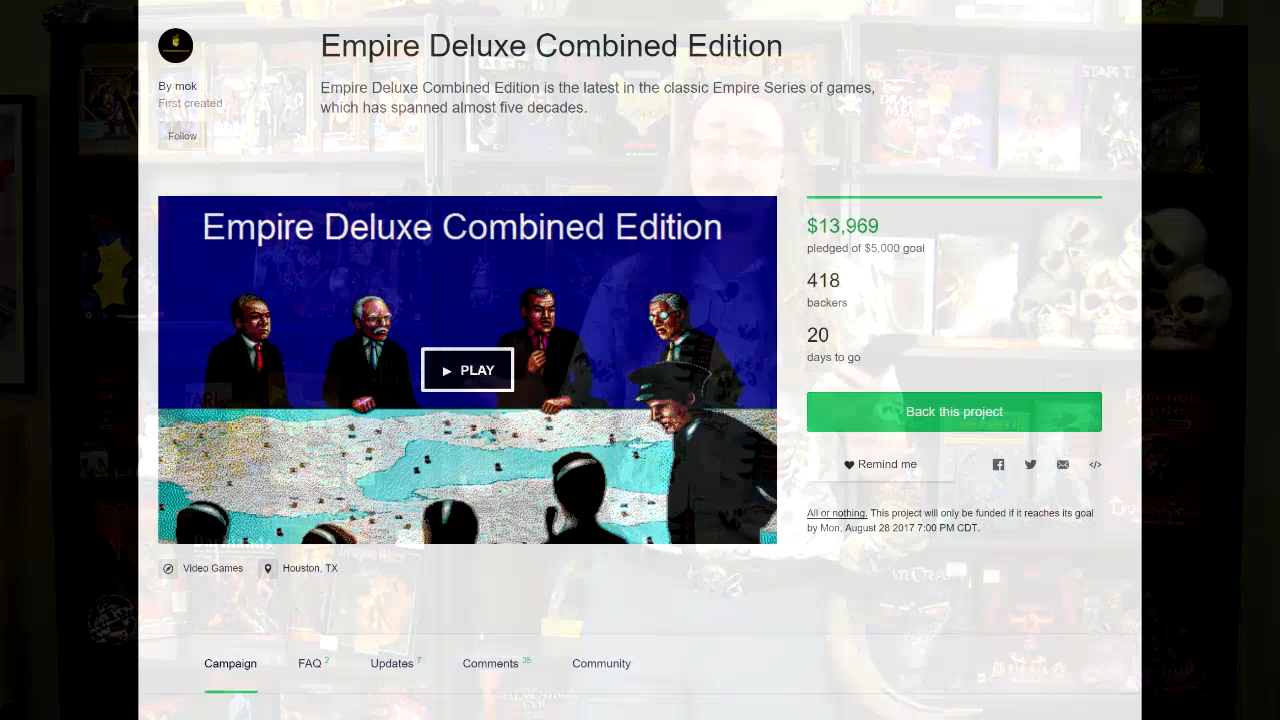 Empire Deluxe Combined Edition
By mok
First created
Follow
Empire Deluxe Combined Edition is the latest in the classic Empire Series of games,
which has spanned almost five decades.
Empire Deluxe Combined Edition
PLAY
$13,969
pledged of $5,000 goal
418
backers
20
days to go
Back this project
Remind me
All or nothing. This project will only be funded if it reaches its goal
by Mon, August 28 2017 7:00 PM CDT.
Video Games
Houston, TX
Campaign
FAQ 2
Updates 7
Comments 35
Community